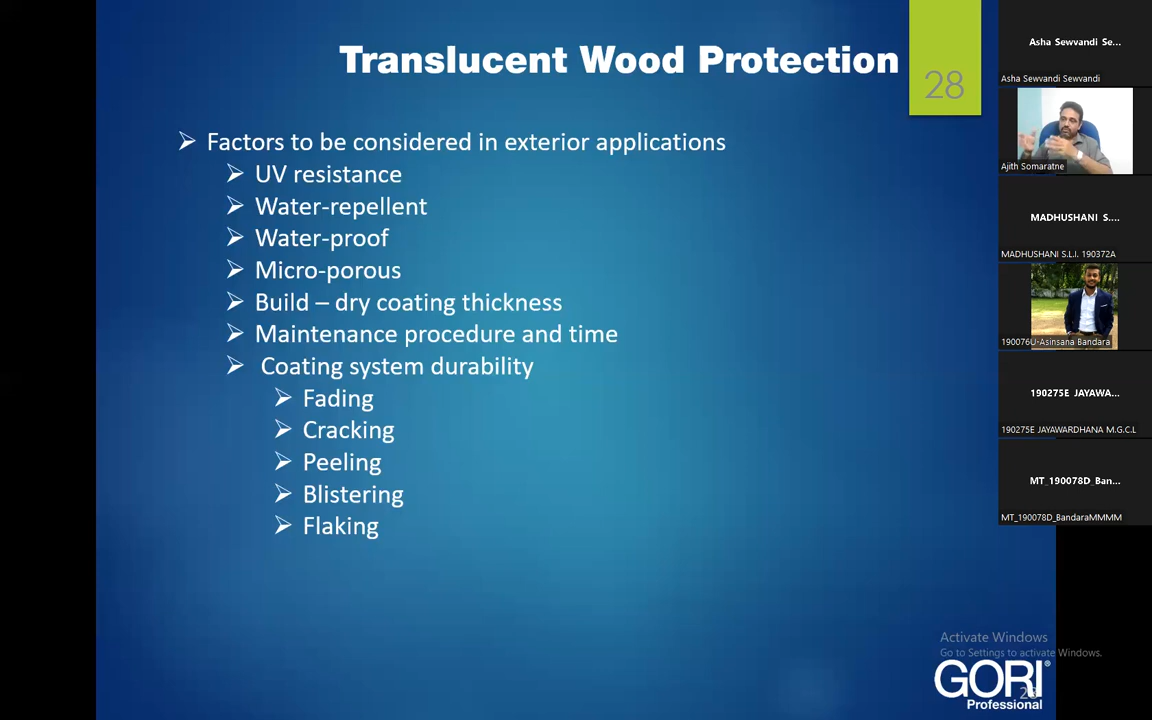 Translucent Wood Protection
28
➢ Factors to be considered in exterior applications
➢ UV resistance
➢ Water-repellent
➢ Water-proof
➢ Micro-porous
➢ Build – dry coating thickness
➢ Maintenance procedure and time
➢ Coating system durability
➢ Fading
➢ Cracking
➢ Peeling
➢ Blistering
➢ Flaking
Activate Windows
Go to Settings to activate Windows.
GORI®
28
Professional
Asha Sewvandi Se...
Asha Sewvandi Sewvandi
Ajith Somaratne
MADHUSHANI S....
MADHUSHANI S.L.I. 190372A
190076U-Asinsana Bandara
190275E JAYAWA...
190275E JAYAWARDHANA M.G.C.L
MT_190078D_Ban...
MT_190078D_BandaraMMMM